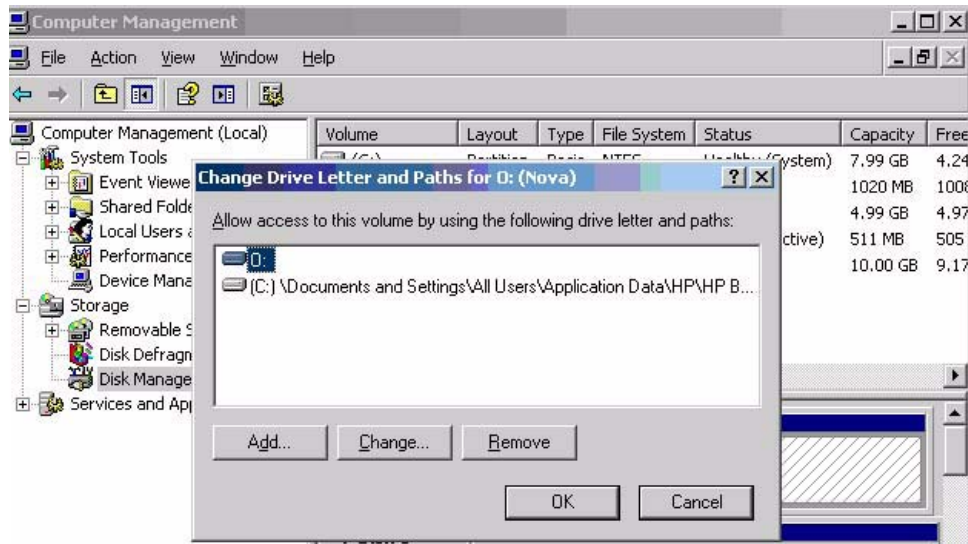 Computer Management
File Action View Window Help
Computer Management (Local)
System Tools
Event Viewe
Shared Folde
Local Users a
Performance
Device Mana
Storage
Removable S
Disk Defragn
Disk Manage
Services and App
Volume Layout Type File System Status Capacity Free
(System) 7.99 GB 4.24
1020 MB 1008
4.99 GB 4.97
ctive) 511 MB 505
10.00 GB 9.17
Change Drive Letter and Paths for O: (Nova)
Allow access to this volume by using the following drive letter and paths:
O:
(C:) \Documents and Settings\All Users\Application Data\HP\HP B...
Add... Change... Remove
OK Cancel